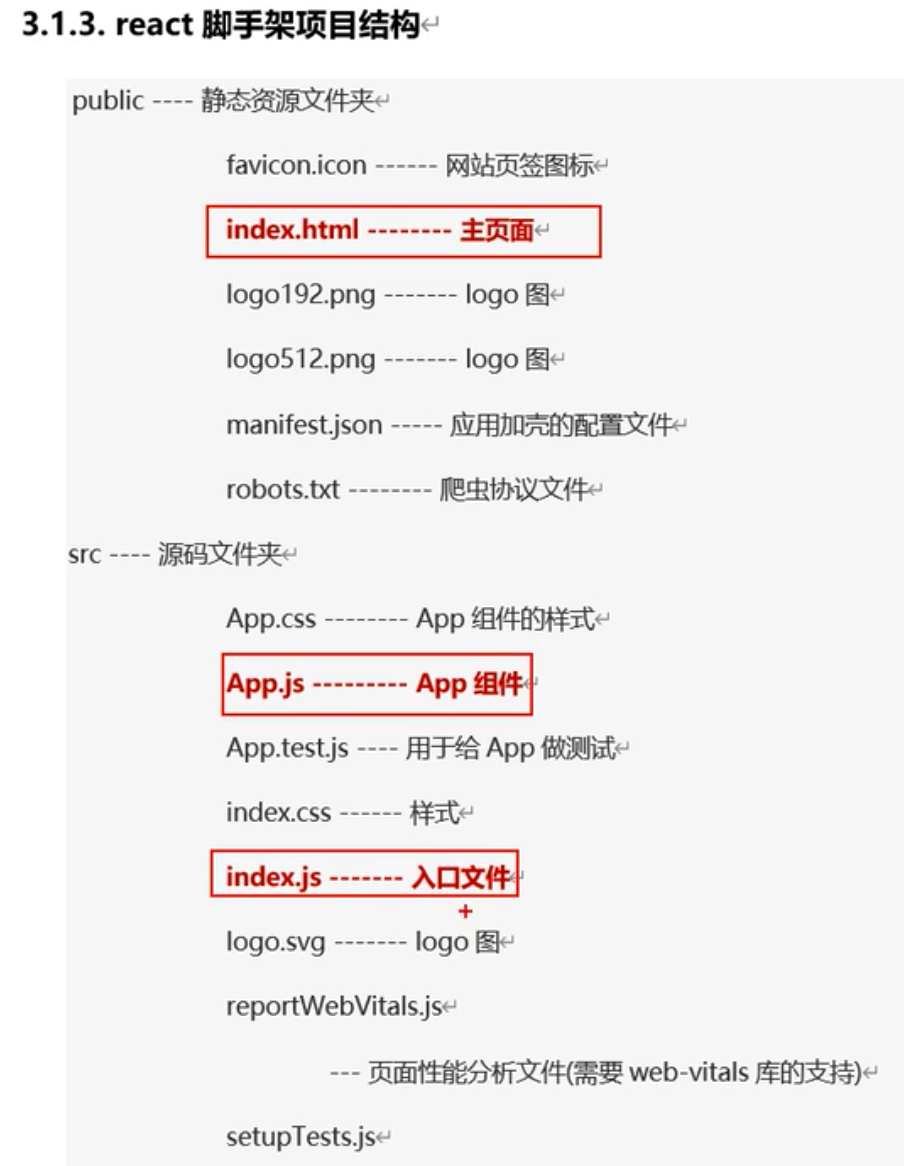 3.1.3. react 脚手架项目结构
public ---- 静态资源文件夹
favicon.icon ------ 网站页签图标
index.html -------- 主页面
logo192.png ------- logo 图
logo512.png ------- logo 图
manifest.json ----- 应用加壳的配置文件
robots.txt -------- 爬虫协议文件
src ---- 源码文件夹
App.css -------- App 组件的样式
App.js --------- App 组件
App.test.js ---- 用于给 App 做测试
index.css ------ 样式
index.js ------- 入口文件
logo.svg ------- logo 图
reportWebVitals.js
--- 页面性能分析文件(需要 web-vitals 库的支持)
setupTests.js